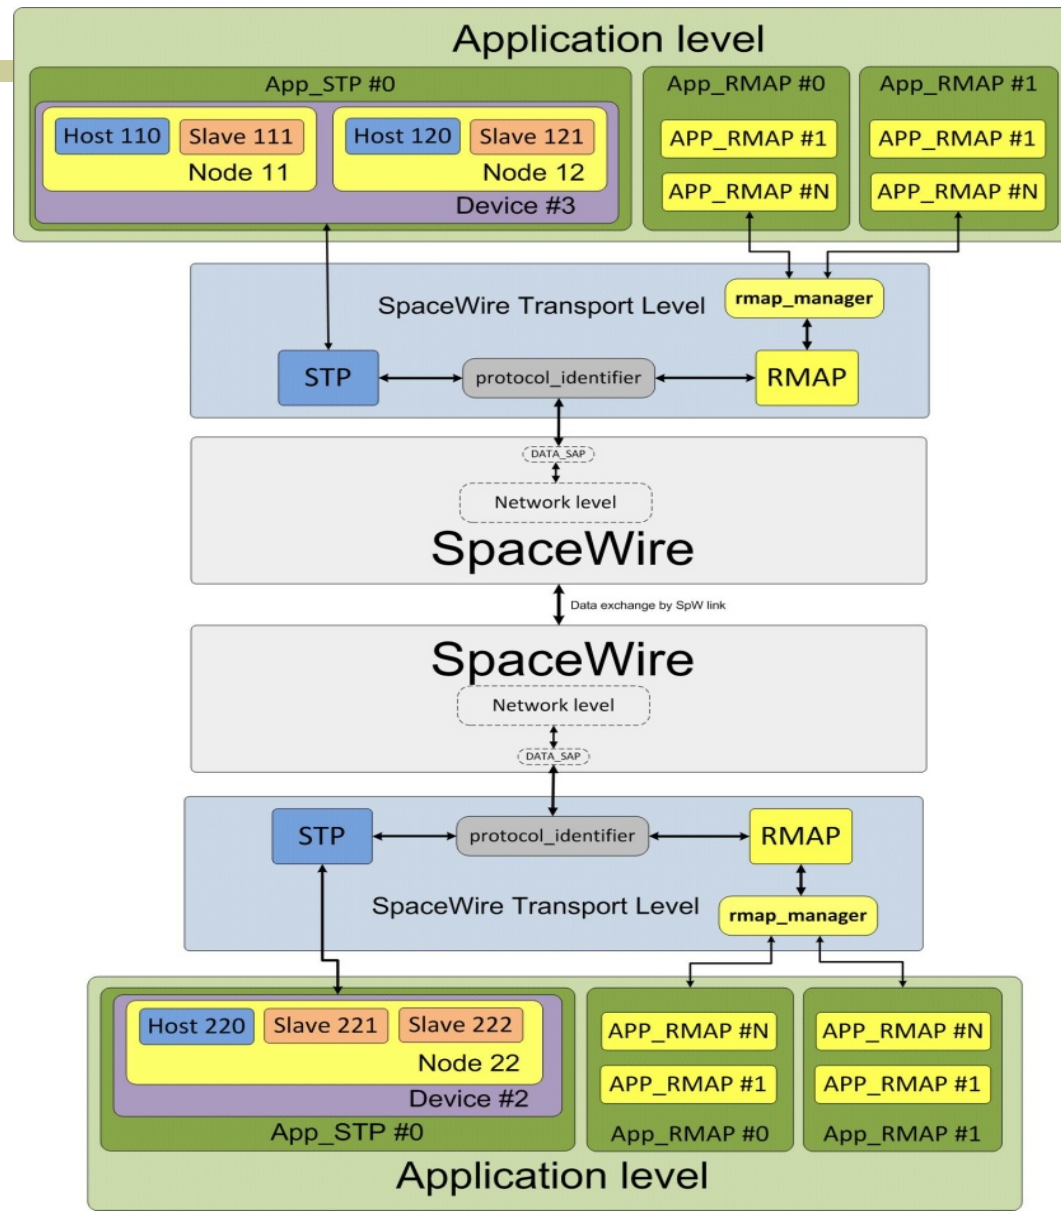 Application level
App_STP #0
App_RMAP #0
App_RMAP #1
Host 110
Slave 111
Node 11
Host 120
Slave 121
Node 12
Device #3
APP_RMAP #1
APP_RMAP #N
APP_RMAP #1
APP_RMAP #N
SpaceWire Transport Level
rmap_manager
STP
protocol_identifier
RMAP
DATA_SAP
Network level
SpaceWire
Data exchange by SpW link
SpaceWire
Network level
DATA_SAP
STP
protocol_identifier
RMAP
SpaceWire Transport Level
rmap_manager
Host 220
Slave 221
Slave 222
Node 22
Device #2
App_STP #0
APP_RMAP #N
APP_RMAP #1
App_RMAP #0
APP_RMAP #N
APP_RMAP #1
App_RMAP #1
Application level